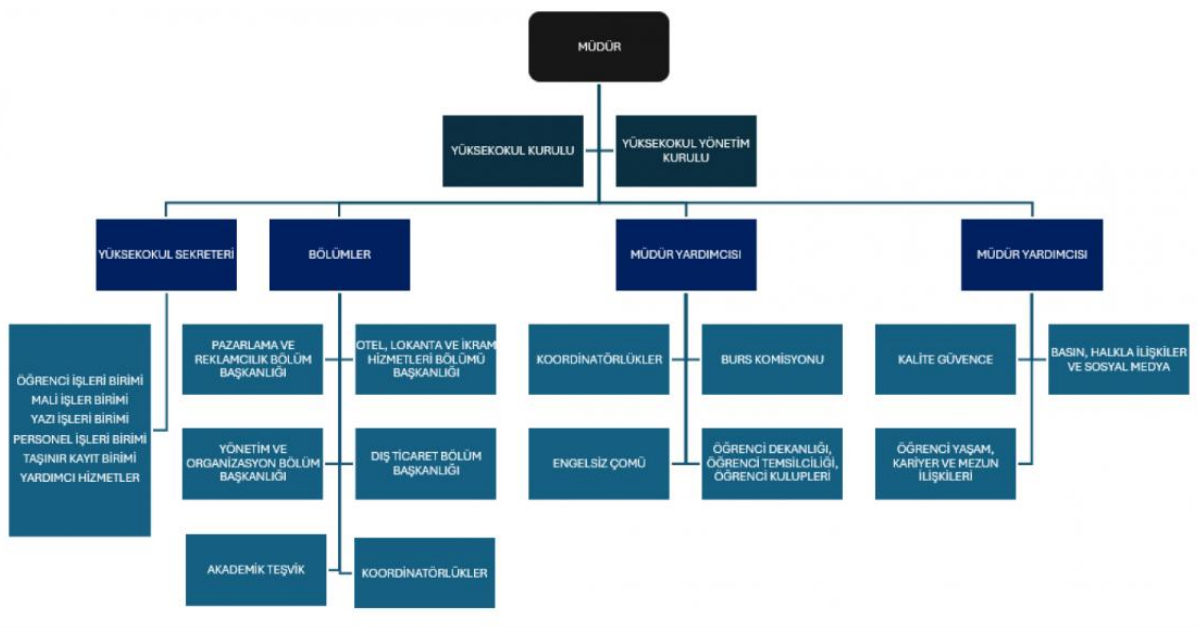 MÜDÜR
YÜKSEKOKUL KURULU
YÜKSEKOKUL YÖNETİM
KURULU
YÜKSEKOKUL SEKRETERİ
BÖLÜMLER
MÜDÜR YARDIMCISI
MÜDÜR YARDIMCISI
ÖĞRENCİ İŞLERİ BİRİMİ
MALİ İŞLER BİRİMİ
YAZI İŞLERİ BİRİMİ
PERSONEL İŞLERİ BİRİMİ
TAŞINIR KAYIT BİRİMİ
YARDIMCI HİZMETLER
PAZARLAMA VE
REKLAMCILIK BÖLÜM
BAŞKANLIĞI
OTEL, LOKANTA VE İKRAM
HİZMETLERİ BÖLÜMÜ
BAŞKANLIĞI
YÖNETİM VE
ORGANİZASYON BÖLÜM
BAŞKANLIĞI
DIŞ TİCARET BÖLÜM
BAŞKANLIĞI
AKADEMİK TEŞVİK
KOORDİNATÖRLÜKLER
KOORDİNATÖRLÜKLER
BURS KOMİSYONU
ENGELSİZ ÇOMÜ
ÖĞRENCİ DEKANLIĞI,
ÖĞRENCİ TEMSİLCİLİĞİ,
ÖĞRENCİ KULUPLERİ
KALİTE GÜVENCE
BASIN, HALKLA İLİŞKİLER
VE SOSYAL MEDYA
ÖĞRENCİ YAŞAM,
KARİYER VE MEZUN
İLİŞKİLERİ